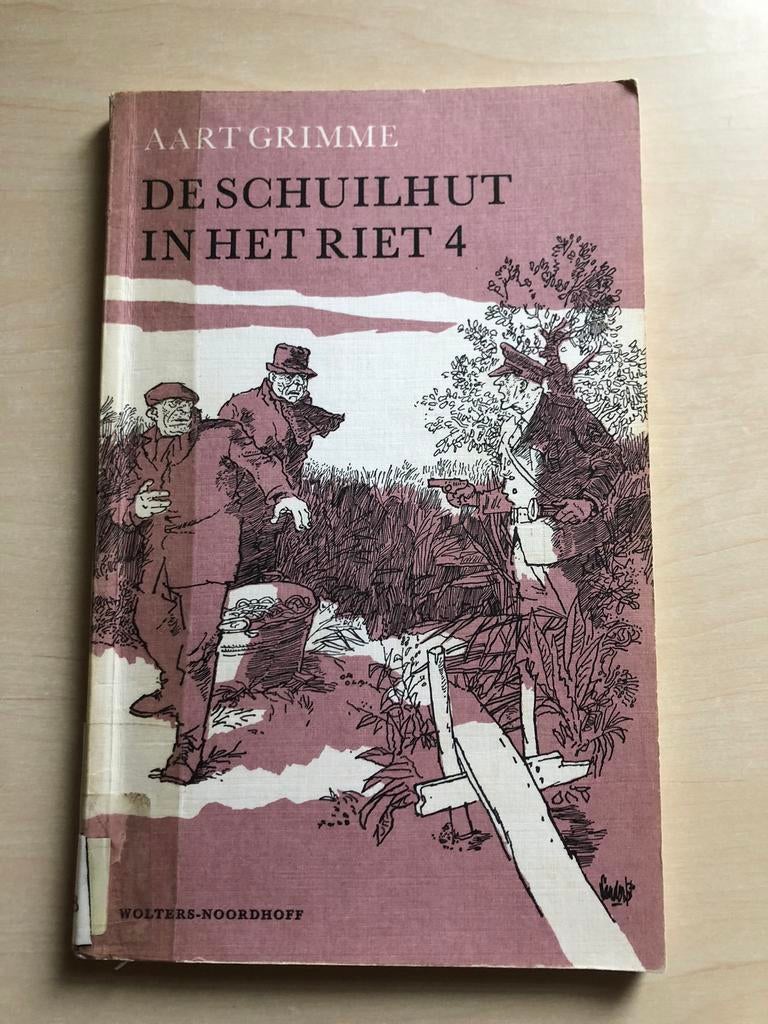 AART GRIMME
DE SCHUILHUT
IN HET RIET 4
WOLTERS-NOORDHOFF